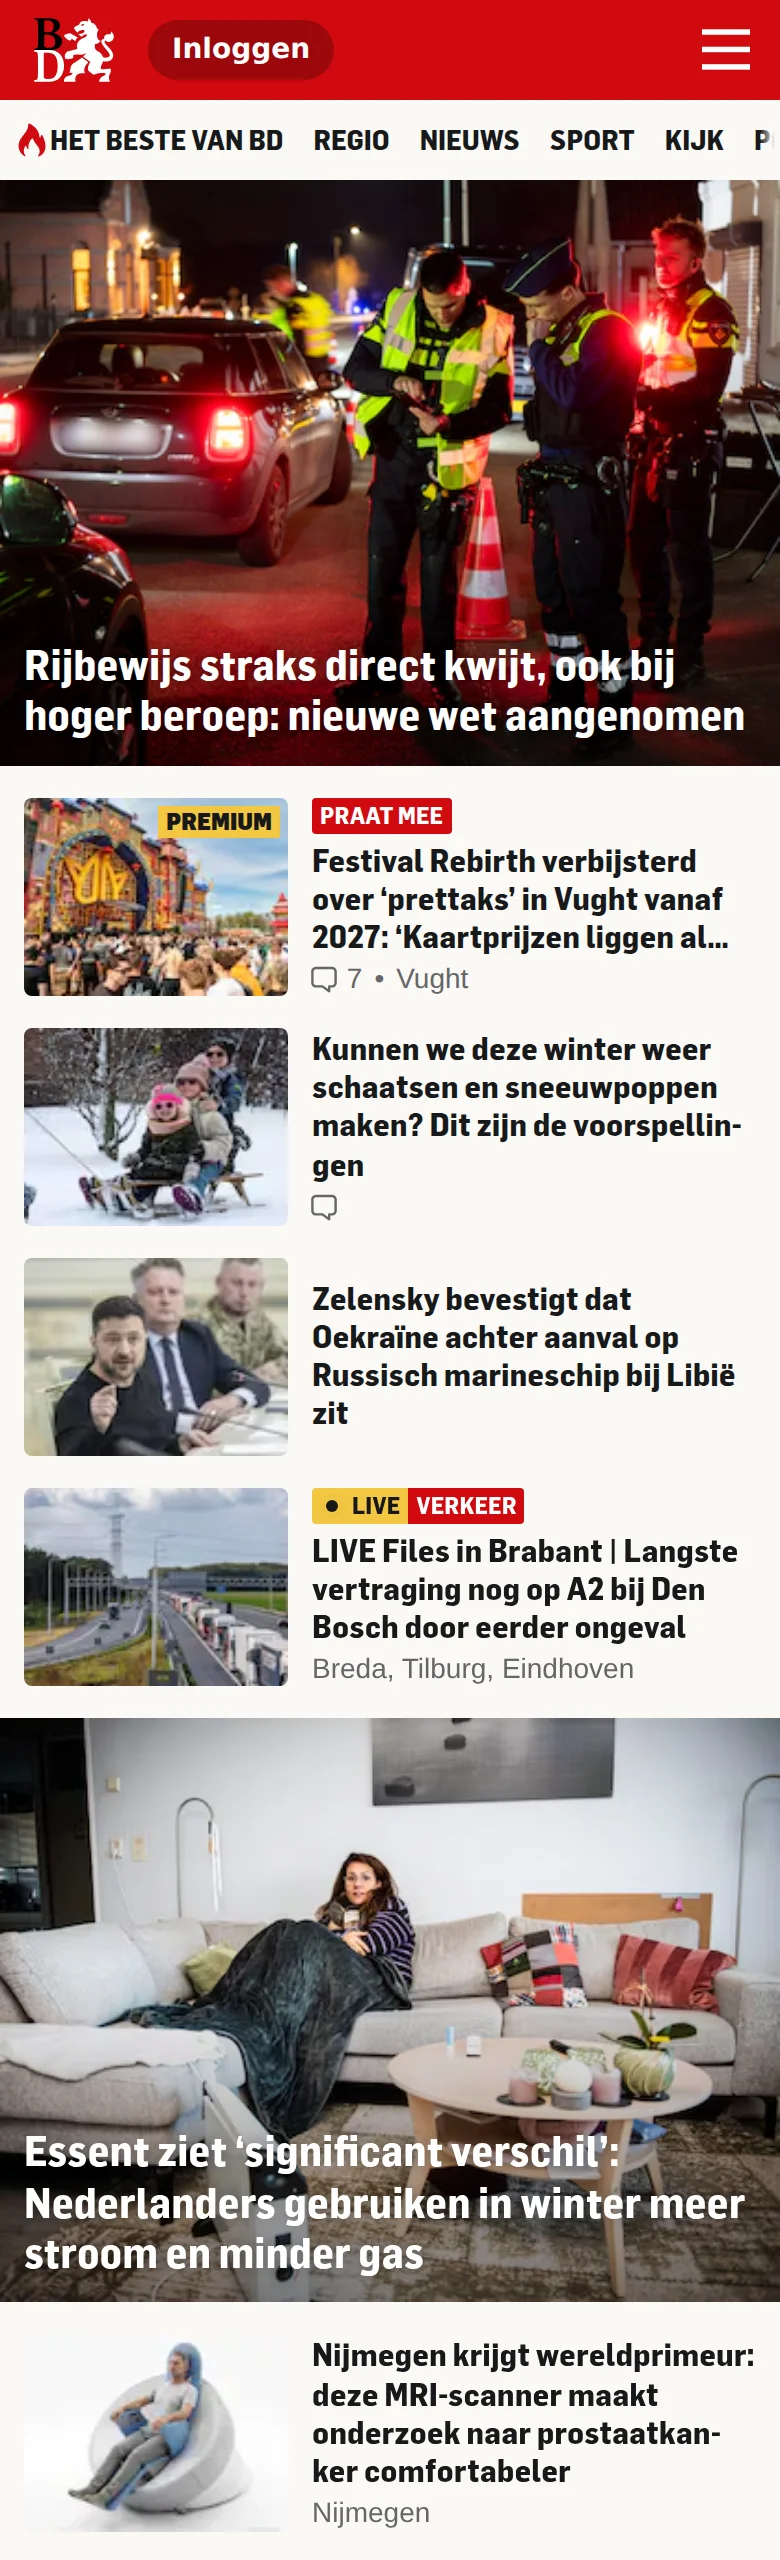 BD
Inloggen
HET BESTE VAN BD REGIO NIEUWS SPORT KIJK
Rijbewijs straks direct kwijt, ook bij
hoger beroep: nieuwe wet aangenomen
PREMIUM
PRAAT MEE
Festival Rebirth verbijsterd
over ‘prettaks’ in Vught vanaf
2027: ‘Kaartprijzen liggen al...
7 • Vught
Kunnen we deze winter weer
schaatsen en sneeuwpoppen
maken? Dit zijn de voorspellin-
gen
Zelensky bevestigt dat
Oekraïne achter aanval op
Russisch marineschip bij Libië
zit
• LIVE VERKEER
LIVE Files in Brabant | Langste
vertraging nog op A2 bij Den
Bosch door eerder ongeval
Breda, Tilburg, Eindhoven
Essent ziet ‘significant verschil’:
Nederlanders gebruiken in winter meer
stroom en minder gas
Nijmegen krijgt wereldprimeur:
deze MRI-scanner maakt
onderzoek naar prostaatkan-
ker comfortabeler
Nijmegen